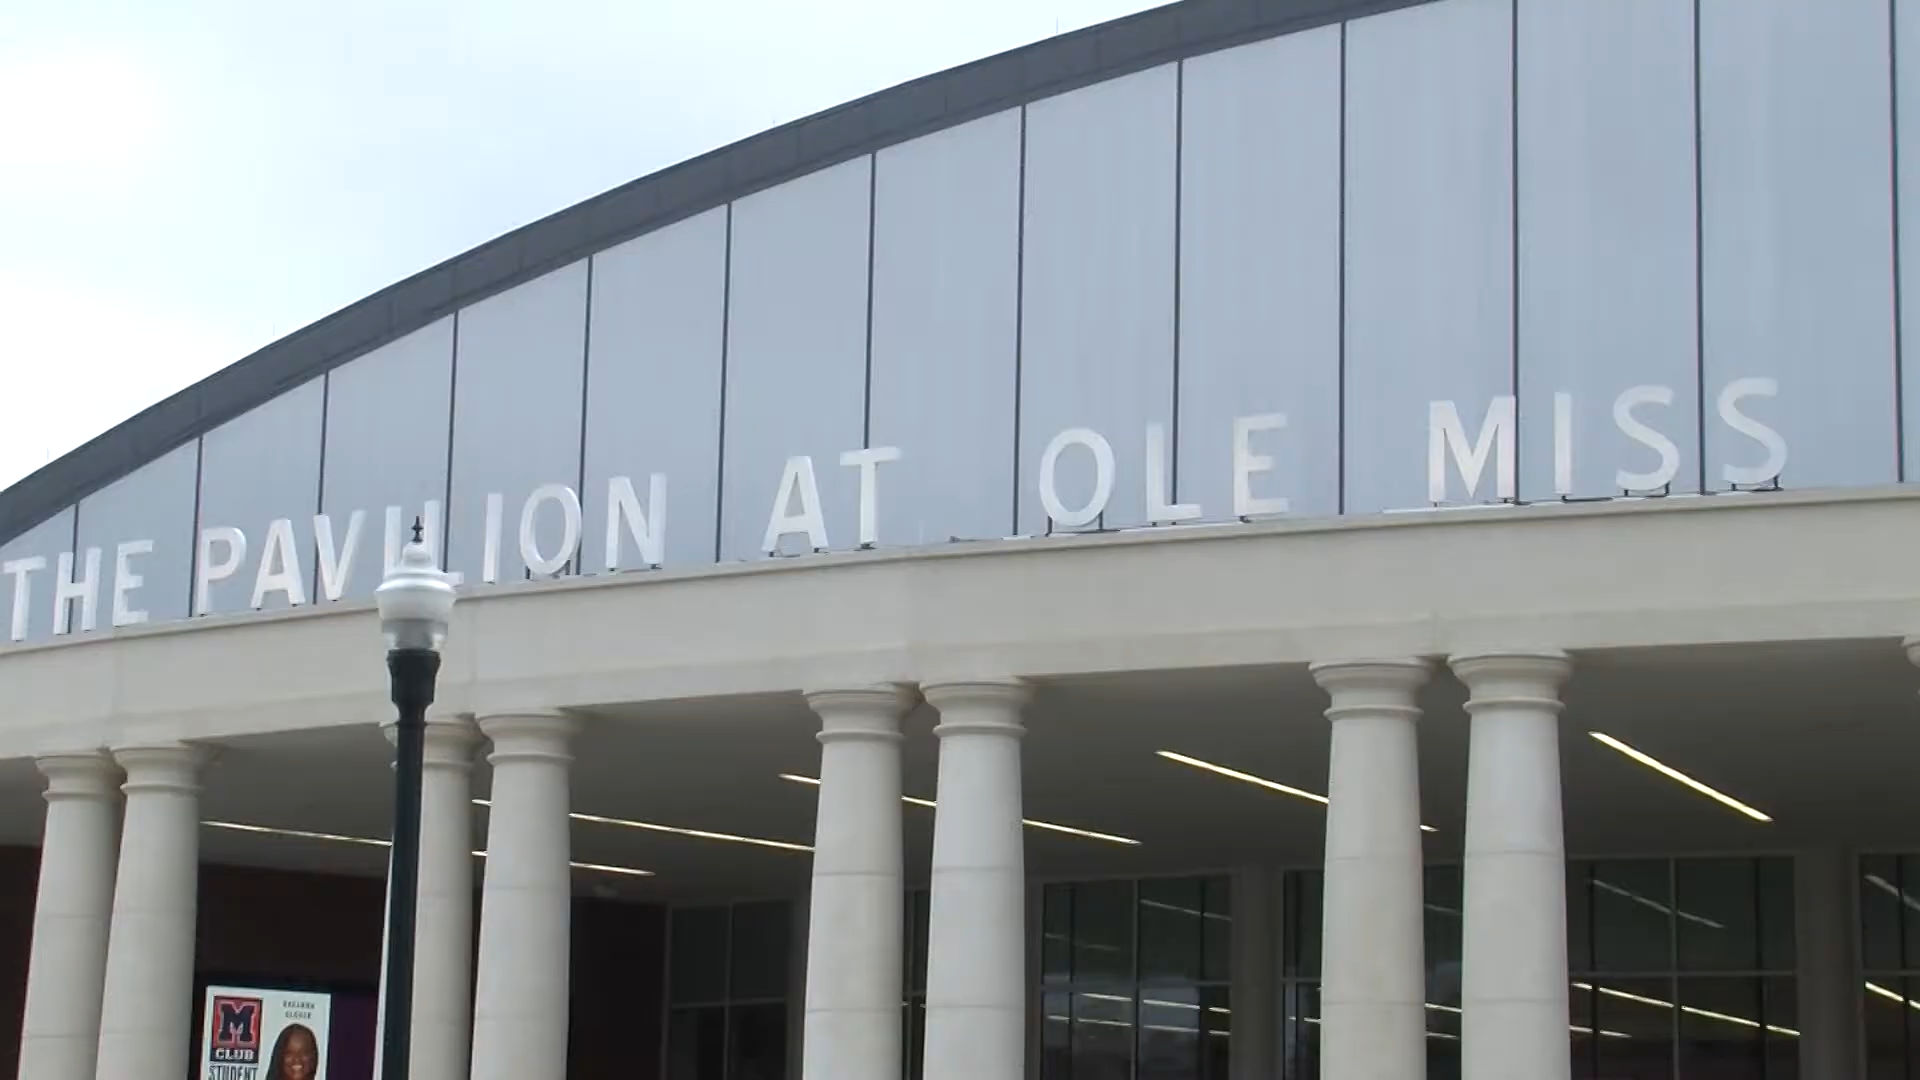 THE PAVILION AT OLE MISS
M
CLUB
STUDENT